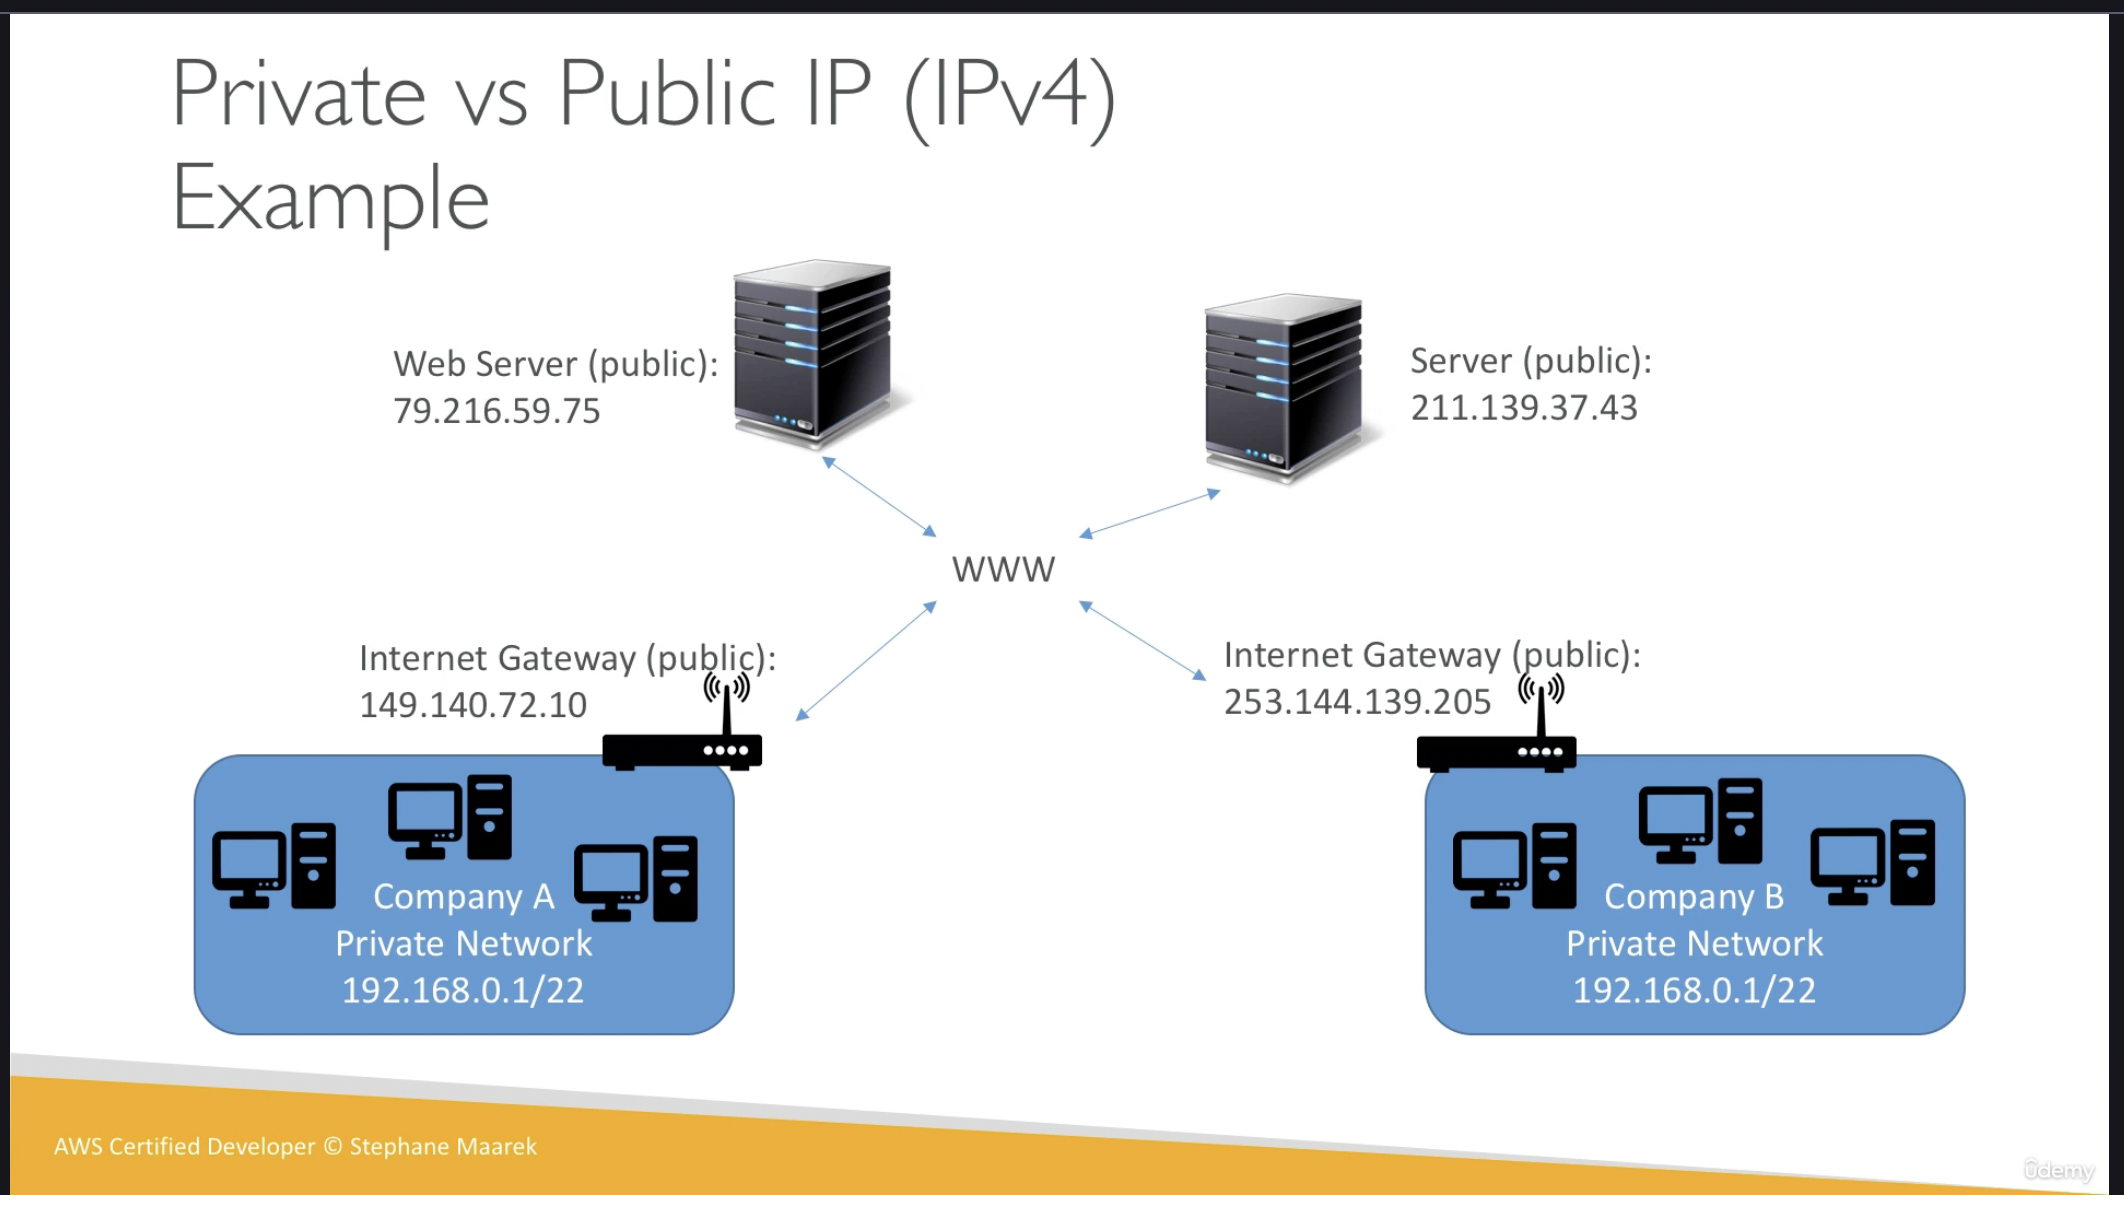 Private vs Public IP (IPv4)
Example
Web Server (public):
79.216.59.75
Server (public):
211.139.37.43
WWW
Internet Gateway (public):
149.140.72.10
Internet Gateway (public):
253.144.139.205
Company A
Private Network
192.168.0.1/22
Company B
Private Network
192.168.0.1/22
AWS Certified Developer © Stephane Maarek
ûdemy